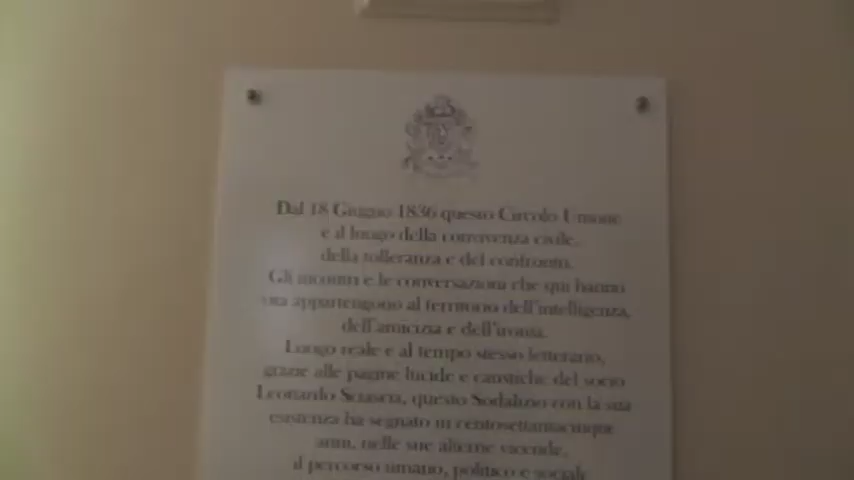 Dal 18 Giugno 1836 questo Circolo Unione
è il luogo della convivenza civile,
della tolleranza e del confronto.
Gli incontri e le conversazioni che qui hanno
vita appartengono al territorio dell'intelligenza,
dell'amicizia e dell'ironia.
Luogo reale e al tempo stesso letterario,
grazie alle pagine lucide e caustiche del socio
Leonardo Sciascia, questo Sodalizio con la sua
esistenza ha segnato in centosettantacinque
anni, nelle sue alterne vicende,
il percorso umano, politico e sociale